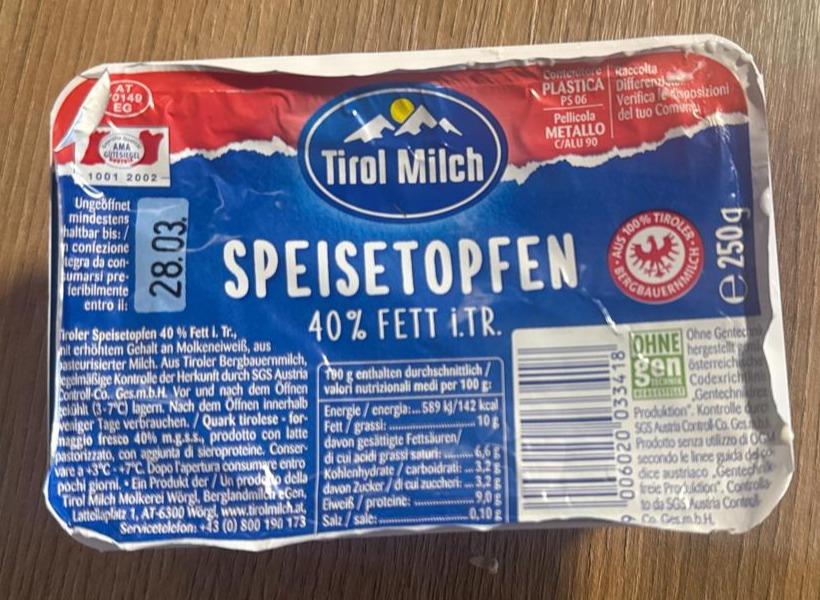 AT
70149
EG
AMA
GÜTESIEGEL
1001 2002
PLASTICA
PS 06
Pellicola
METALLO
C/ALU 90
Raccolta
Verifica le disposizioni
del tuo Comune
Tirol Milch
Ungeöffnet
mindestens
haltbar bis: /
in confezione
integra da con-
sumarsi pre-
feribilmente
entro il:
28.03.
SPEISETOPFEN
40% FETT i.TR.
AUS 100% TIROLER
BERGBAUERNMILCH
e 250g
Tiroler Speisetopfen 40 % Fett i. Tr.,
mit erhöhtem Gehalt an Molkeneiweiß, aus
pasteurisierter Milch. Aus Tiroler Bergbauernmilch,
regelmäßige Kontrolle der Herkunft durch SGS Austria
Controll-Co. Ges.m.b.H. Vor und nach dem Öffnen
gekühlt (3-7°C) lagern. Nach dem Öffnen innerhalb
weniger Tage verbrauchen. / Quark tirolese - for-
maggio fresco 40% m.g.s.s., prodotto con latte
pastorizzato, con aggiunta di sieroproteine. Conser-
vare a +3°C - +7°C. Dopo l'apertura consumare entro
pochi giorni. • Ein Produkt der / Un prodotto della
Tirol Milch Molkerei Wörgl, Berglandmilch eGen,
Lattellaplatz 1, AT-6300 Wörgl, www.tirolmilch.at,
Servicetelefon: +43 (0) 800 190 173
100 g enthalten durchschnittlich /
valori nutrizionali medi per 100 g:
Energie / energia: ... 589 kJ/142 kcal
Fett / grassi: ... 10 g
davon gesättigte Fettsäuren/
di cui acidi grassi saturi: ... 6,6 g
Kohlenhydrate / carboidrati: ... 3,2 g
davon Zucker / di cui zuccheri: ... 3,2 g
Eiweiß / proteine: ... 9,0 g
Salz / sale: ... 0,10 g
9 006020 033418
OHNE
gen
TECHNIK
HERGESTELLT
Ohne Gentechnik
hergestellt
österreichische
Codexrichtlinie
„Gentechnikfreie
Produktion". Kontrolle durch
SGS Austria Control-Co. Ges.m.b.H.
Prodotto senza utilizzo di OGM
secondo le linee guida del co-
dice austriaco „Gentechnik-
freie Produktion". Controlla-
to da SGS Austria Control-
Co. Ges.m.b.H.